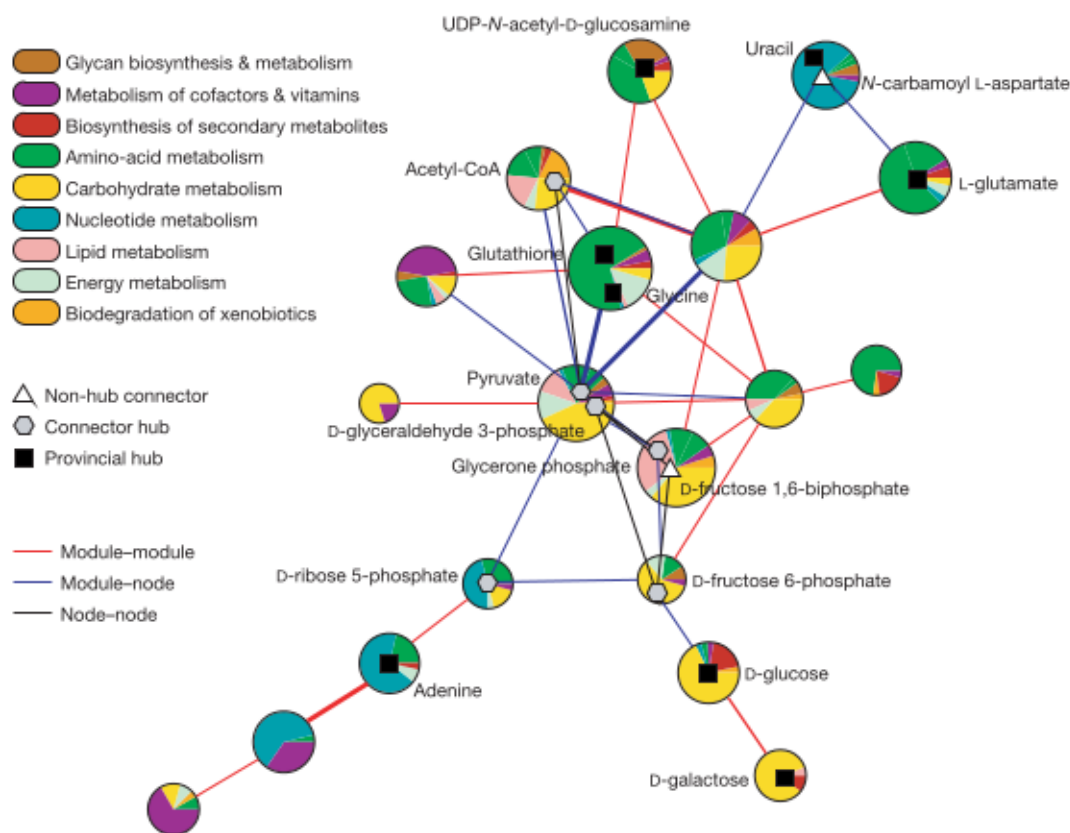 UDP-N-acetyl-D-glucosamine
Uracil
N-carbamoyl L-aspartate
Glycan biosynthesis & metabolism
Metabolism of cofactors & vitamins
Biosynthesis of secondary metabolites
Amino-acid metabolism
Carbohydrate metabolism
Nucleotide metabolism
Lipid metabolism
Energy metabolism
Biodegradation of xenobiotics
Acetyl-CoA
L-glutamate
Glutathione
Glycine
Pyruvate
Non-hub connector
Connector hub
Provincial hub
D-glyceraldehyde 3-phosphate
Glycerone phosphate
D-fructose 1,6-biphosphate
Module–module
Module–node
Node–node
D-ribose 5-phosphate
D-fructose 6-phosphate
Adenine
D-glucose
D-galactose